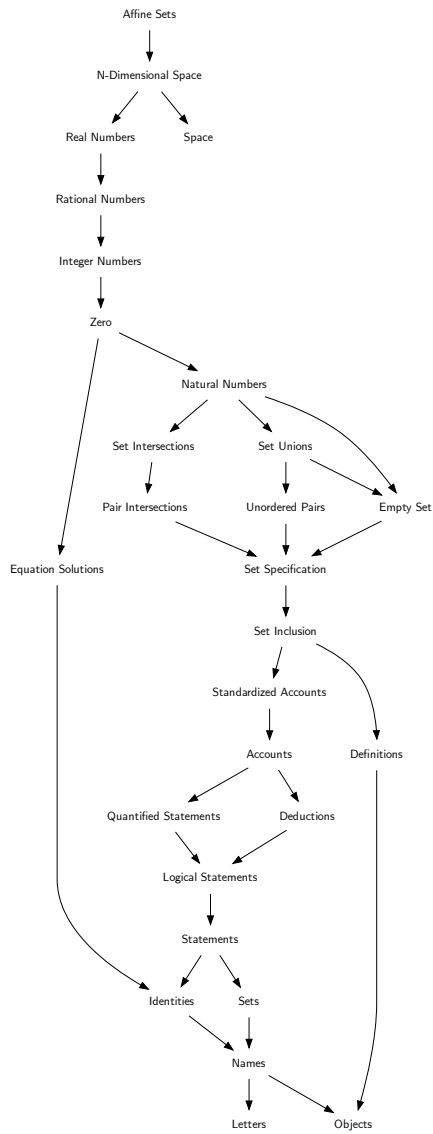 Affine Sets
N-Dimensional Space
Real Numbers
Space
Rational Numbers
Integer Numbers
Zero
Natural Numbers
Set Intersections
Set Unions
Pair Intersections
Unordered Pairs
Empty Set
Equation Solutions
Set Specification
Set Inclusion
Standardized Accounts
Accounts
Definitions
Quantified Statements
Deductions
Logical Statements
Statements
Identities
Sets
Names
Letters
Objects